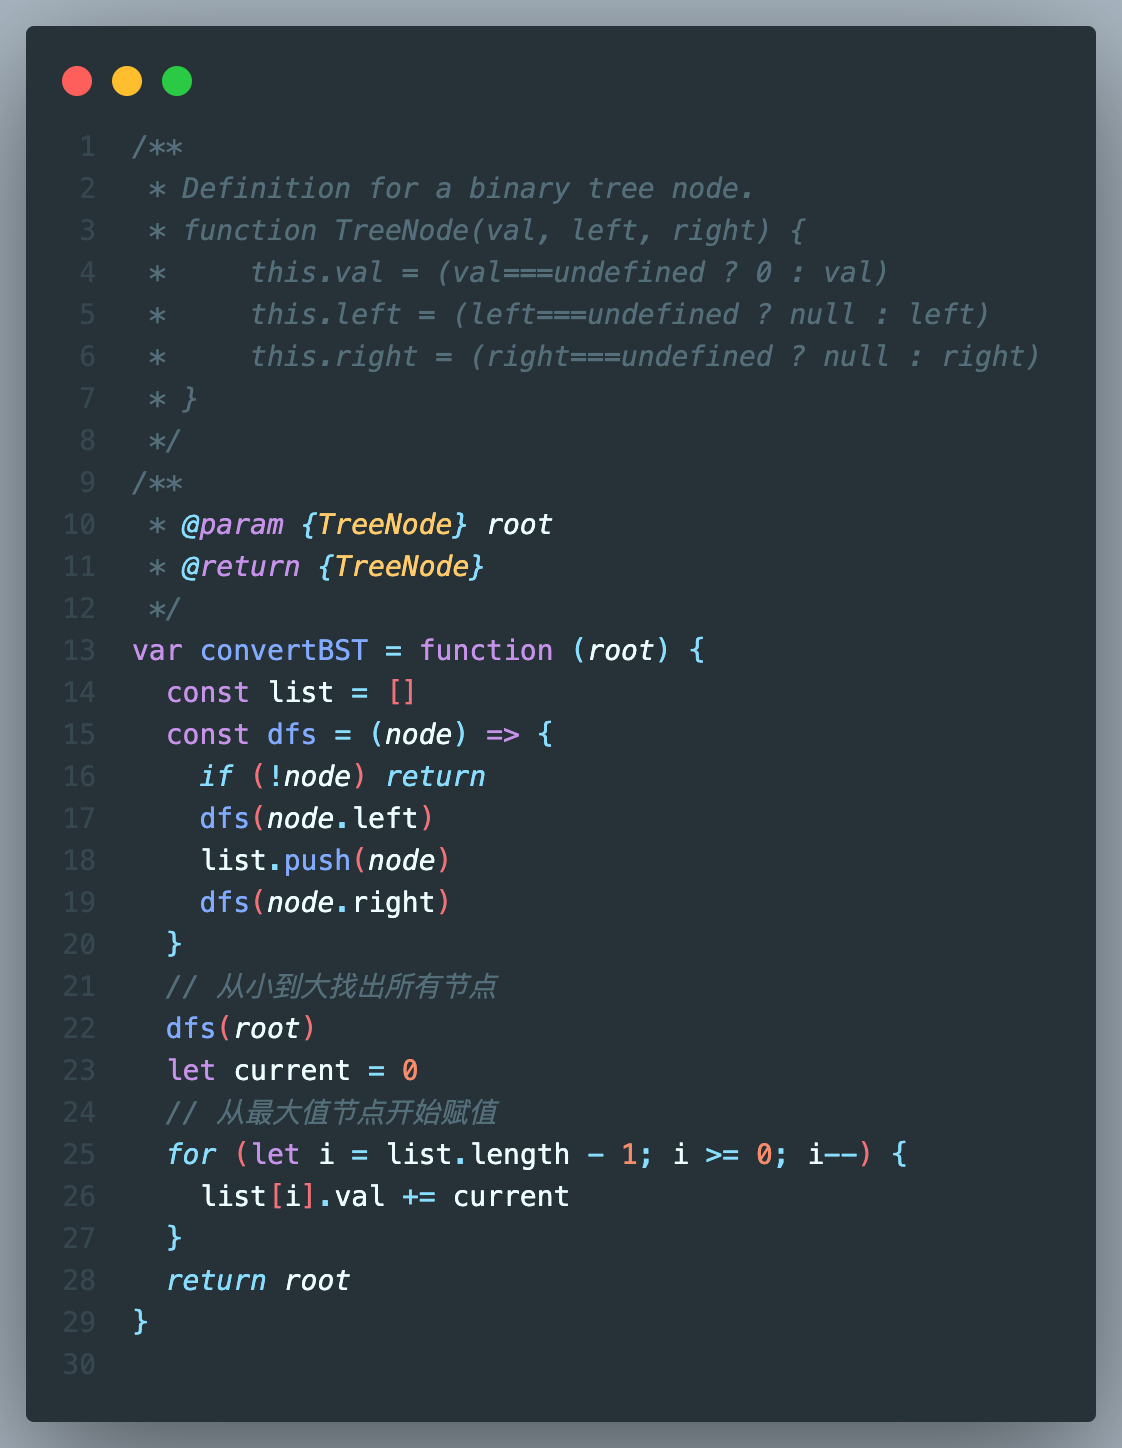 1 /**
2  * Definition for a binary tree node.
3  * function TreeNode(val, left, right) {
4  *     this.val = (val===undefined ? 0 : val)
5  *     this.left = (left===undefined ? null : left)
6  *     this.right = (right===undefined ? null : right)
7  * }
8  */
9 /**
10  * @param {TreeNode} root
11  * @return {TreeNode}
12  */
13 var convertBST = function (root) {
14   const list = []
15   const dfs = (node) => {
16     if (!node) return
17     dfs(node.left)
18     list.push(node)
19     dfs(node.right)
20   }
21   // 从小到大找出所有节点
22   dfs(root)
23   let current = 0
24   // 从最大值节点开始赋值
25   for (let i = list.length - 1; i >= 0; i--) {
26     list[i].val += current
27   }
28   return root
29 }
30